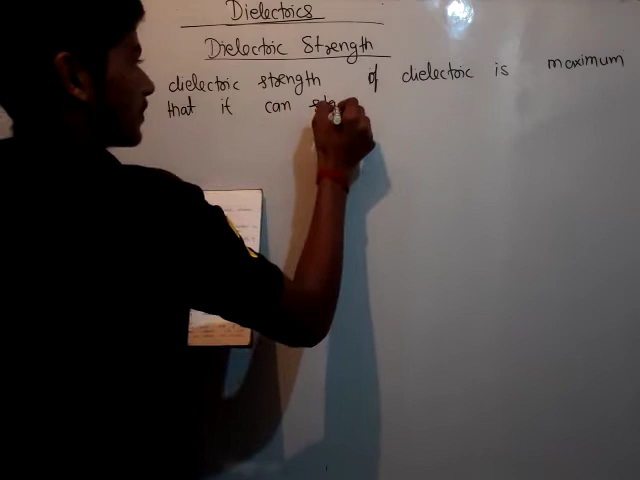 Dielectrics
Dielectric Strength
dielectric strength of dielectric is maximum
that it can